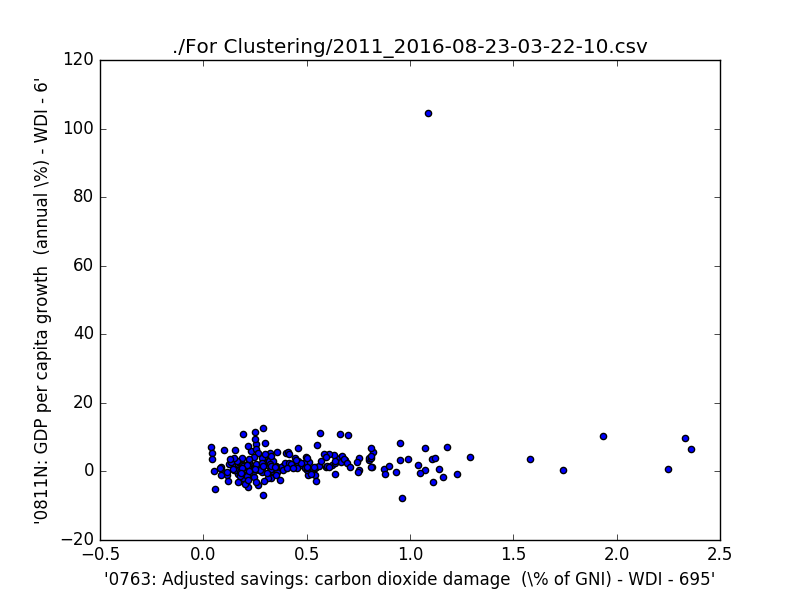 ./For Clustering/2011_2016-08-23-03-22-10.csv
120
100
80
60
40
20
0
−20
'0811N: GDP per capita growth  (annual \%) - WDI - 6'
−0.5 0.0 0.5 1.0 1.5 2.0 2.5
'0763: Adjusted savings: carbon dioxide damage  (\% of GNI) - WDI - 695'